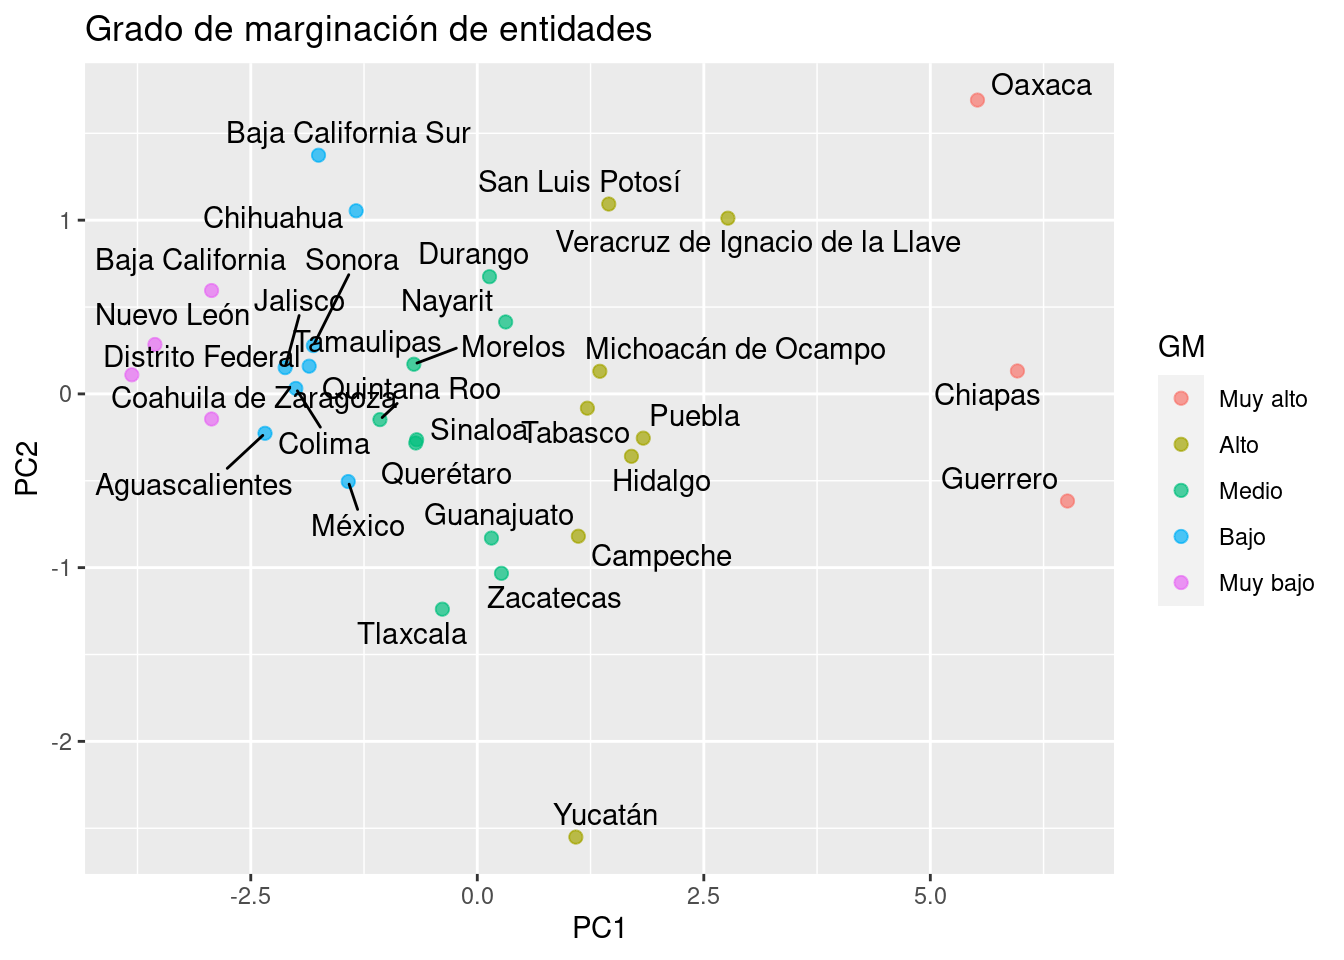 Grado de marginación de entidades
Oaxaca
Baja California Sur
San Luis Potosí
Chihuahua
Veracruz de Ignacio de la Llave
Durango
Baja California
Sonora
Jalisco
Nayarit
Nuevo León
Tamaulipas
Morelos
Michoacán de Ocampo
Distrito Federal
Quintana Roo
Chiapas
Coahuila de Zaragoza
Puebla
Sinaloa
Tabasco
Colima
Querétaro
Hidalgo
Guerrero
Aguascalientes
Guanajuato
México
Campeche
Zacatecas
Tlaxcala
Yucatán
1
0
-1
-2
PC2
-2.5
0.0
2.5
5.0
PC1
GM
Muy alto
Alto
Medio
Bajo
Muy bajo